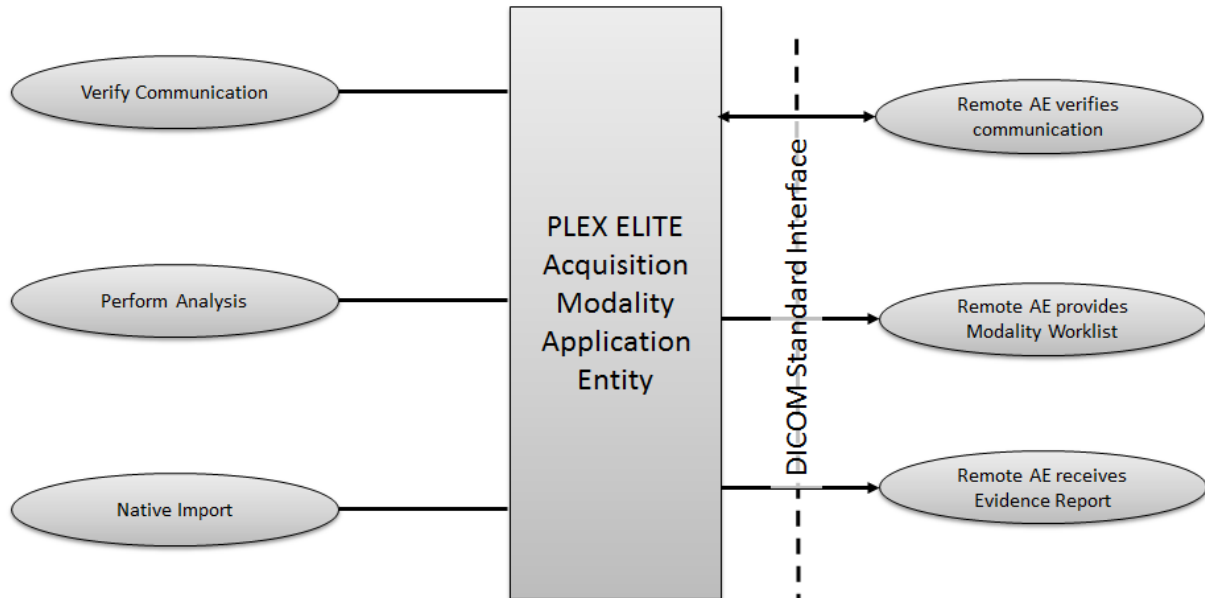 Verify Communication
Perform Analysis
Native Import
PLEX ELITE
Acquisition
Modality
Application
Entity
DICOM Standard Interface
Remote AE verifies
communication
Remote AE provides
Modality Worklist
Remote AE receives
Evidence Report